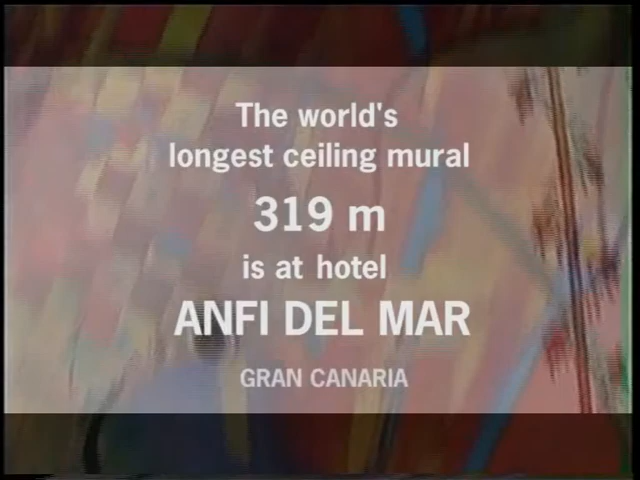 The world's
longest ceiling mural
319 m
is at hotel
ANFI DEL MAR
GRAN CANARIA